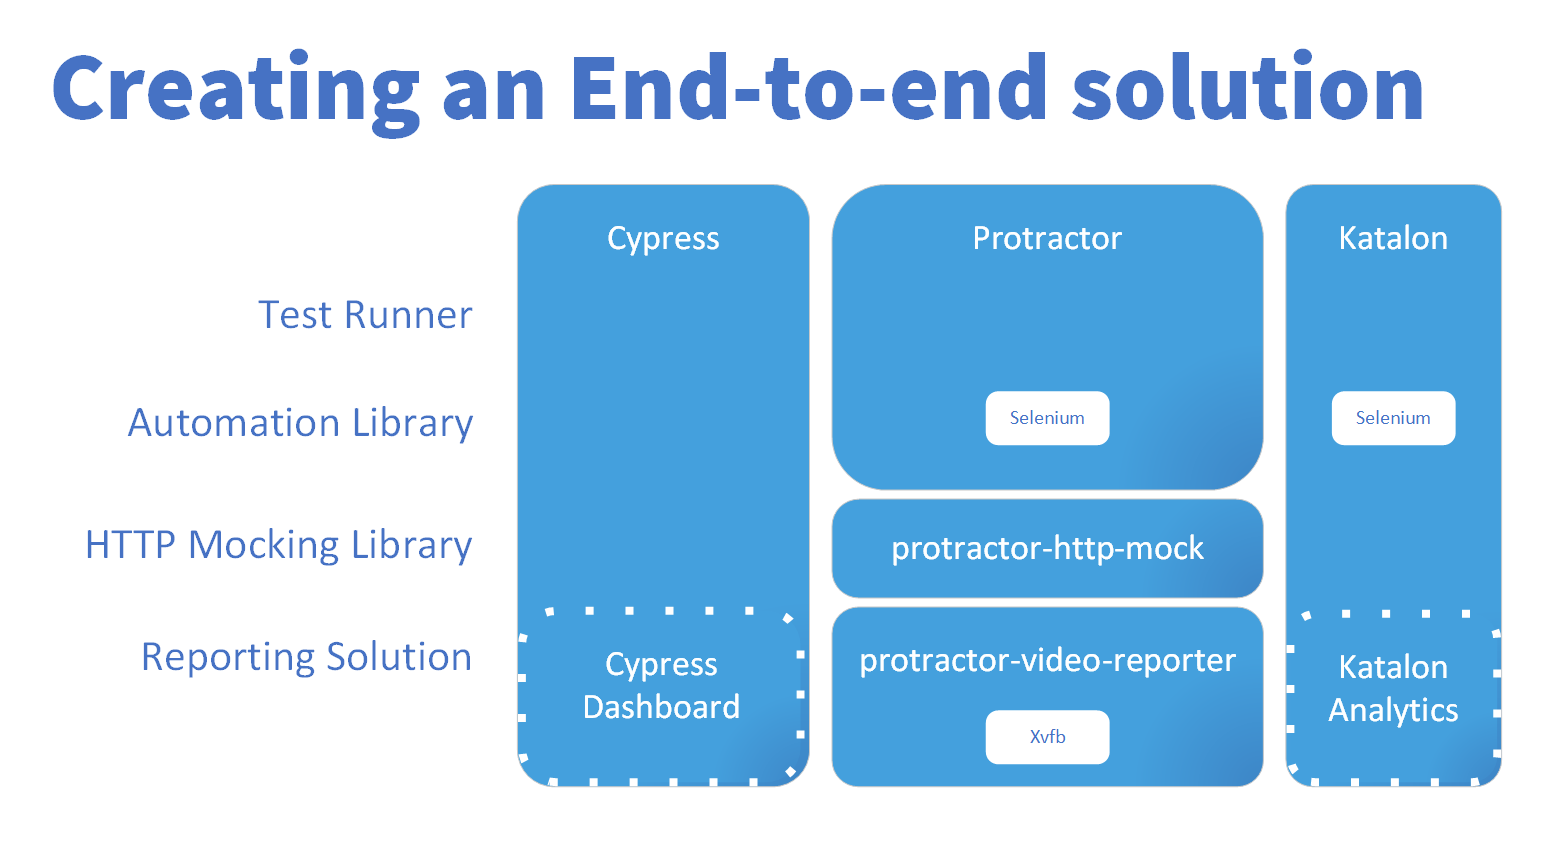 Creating an End-to-end solution
Cypress
Protractor
Katalon
Test Runner
Automation Library
Selenium
Selenium
HTTP Mocking Library
protractor-http-mock
Reporting Solution
Cypress
Dashboard
protractor-video-reporter
Xvfb
Katalon
Analytics